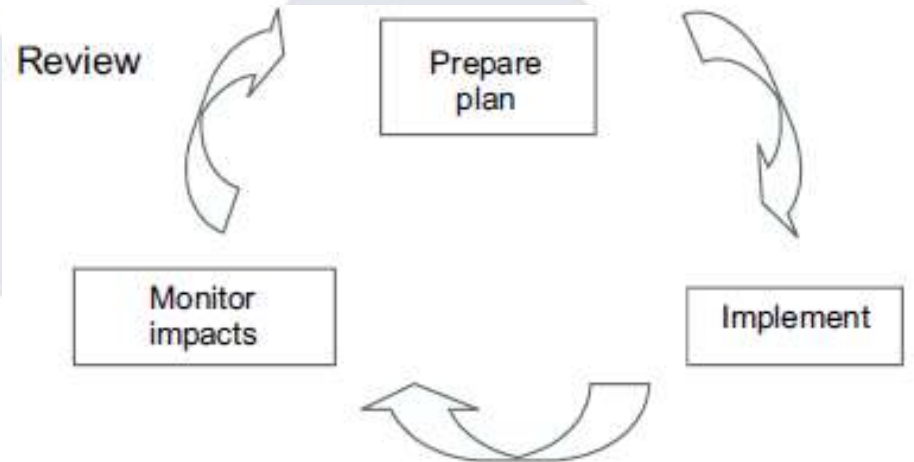 Review
Prepare
plan
Monitor
impacts
Implement